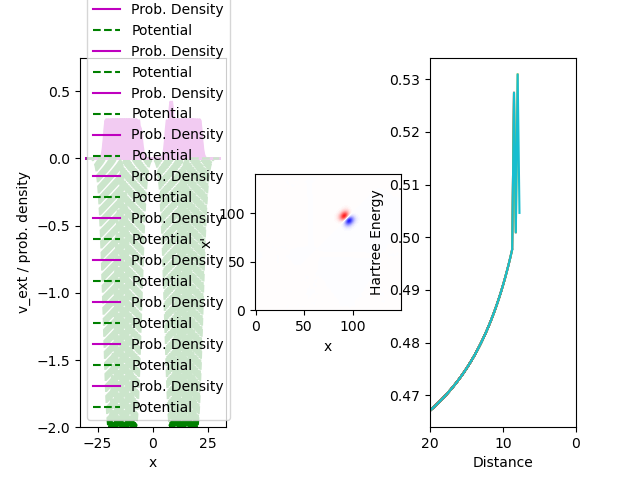 Prob. Density
Potential
Prob. Density
Potential
Prob. Density
Potential
Prob. Density
Potential
Prob. Density
Potential
Prob. Density
Potential
Prob. Density
Potential
Prob. Density
Potential
Prob. Density
Potential
Prob. Density
Potential
v_ext / prob. density
0.5
0.0
−0.5
−1.0
−1.5
−2.0
−25
0
25
x
x'
100
50
0
0
50
100
x
Hartree Energy
0.53
0.52
0.51
0.50
0.49
0.48
0.47
20
10
0
Distance